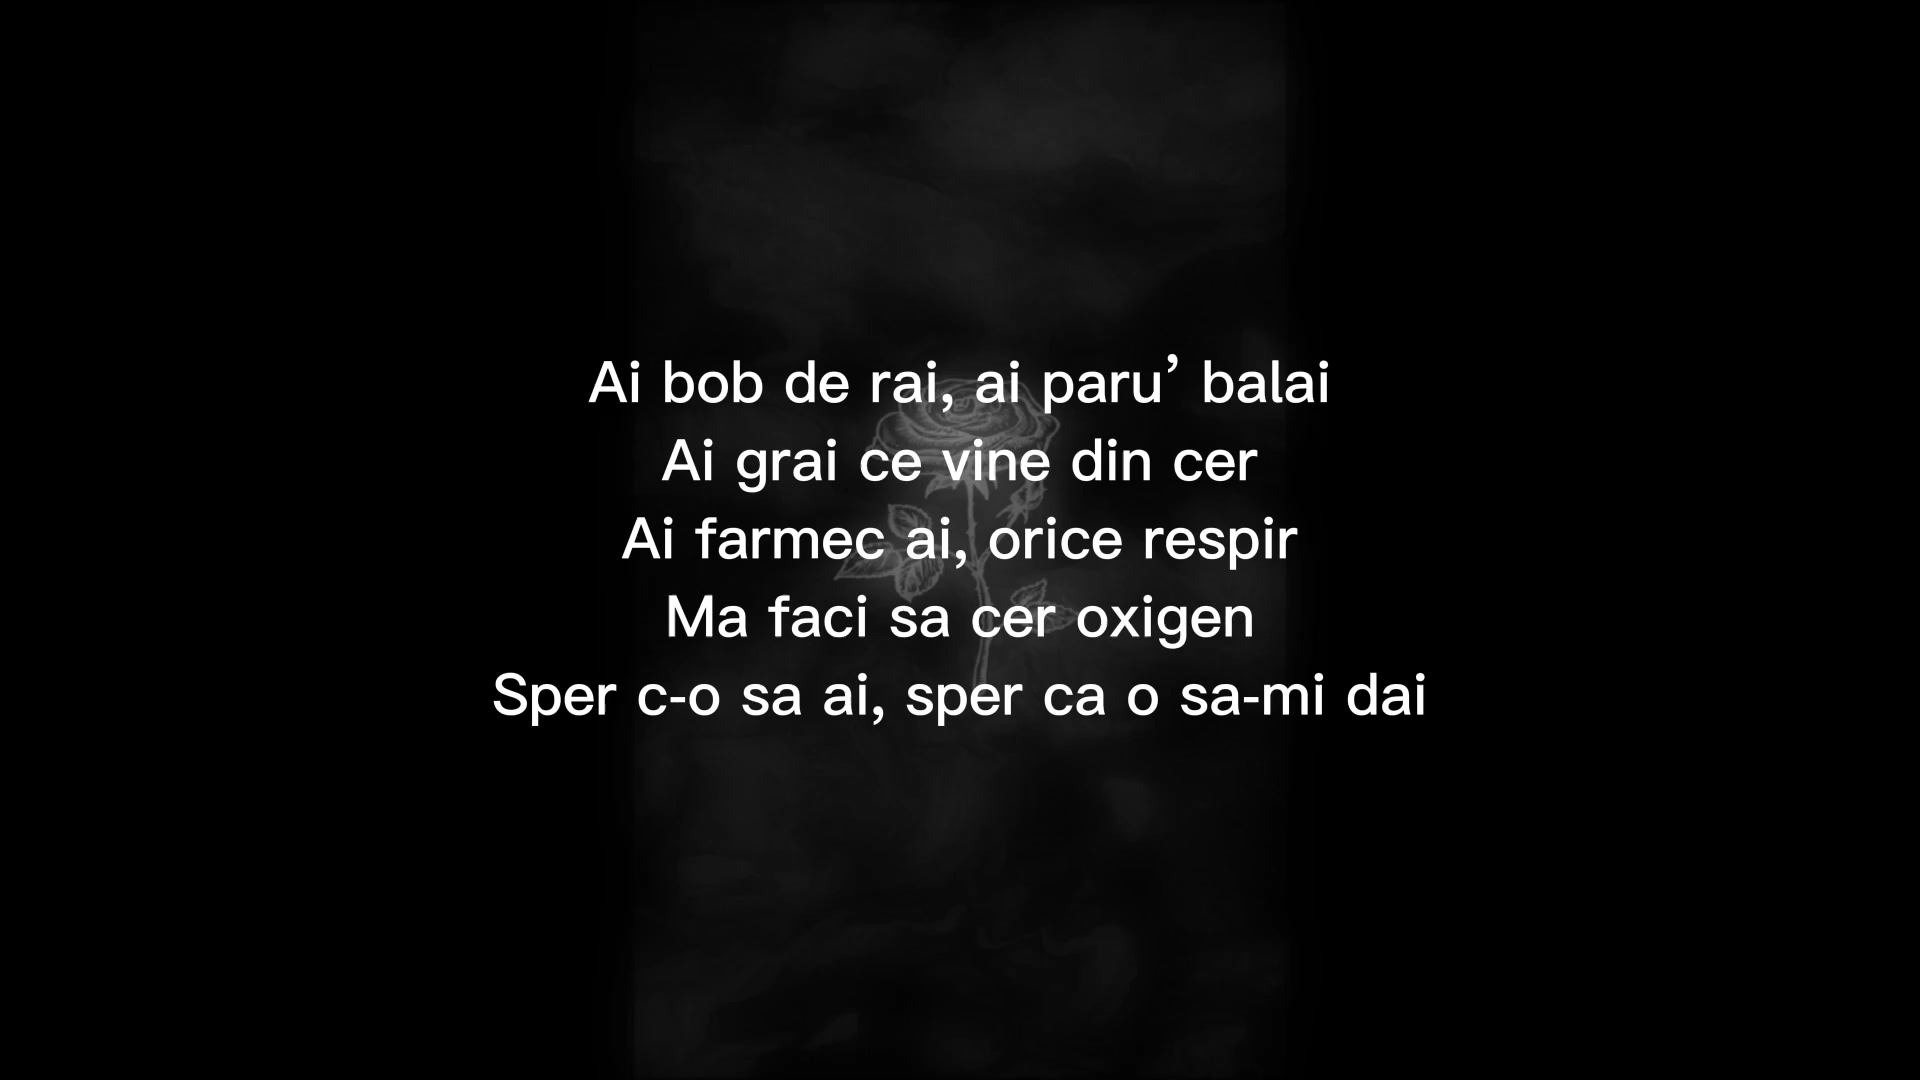 Ai bob de rai, ai paru’ balai
Ai grai ce vine din cer
Ai farmec ai, orice respir
Ma faci sa cer oxigen
Sper c-o sa ai, sper ca o sa-mi dai